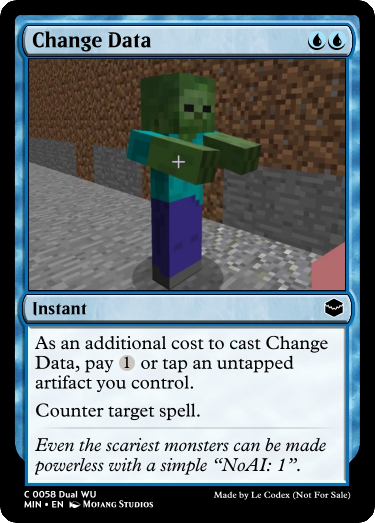 Change Data
Instant
As an additional cost to cast Change
Data, pay 1 or tap an untapped
artifact you control.
Counter target spell.
Even the scariest monsters can be made
powerless with a simple “NoAI: 1”.
C 0058 Dual WU
MIN • EN Mojang Studios
Made by Le Codex (Not For Sale)